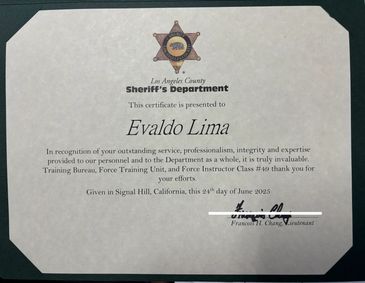 Los Angeles County
Sheriff's Department
This certificate is presented to
Evaldo Lima
In recognition of your outstanding service, professionalism, integrity and expertise
provided to our personnel and to the Department as a whole, it is truly invaluable.
Training Bureau, Force Training Unit, and Force Instructor Class #49 thank you for
your efforts.
Given in Signal Hill, California, this 24th day of June 2025
Francois H. Chang, Lieutenant